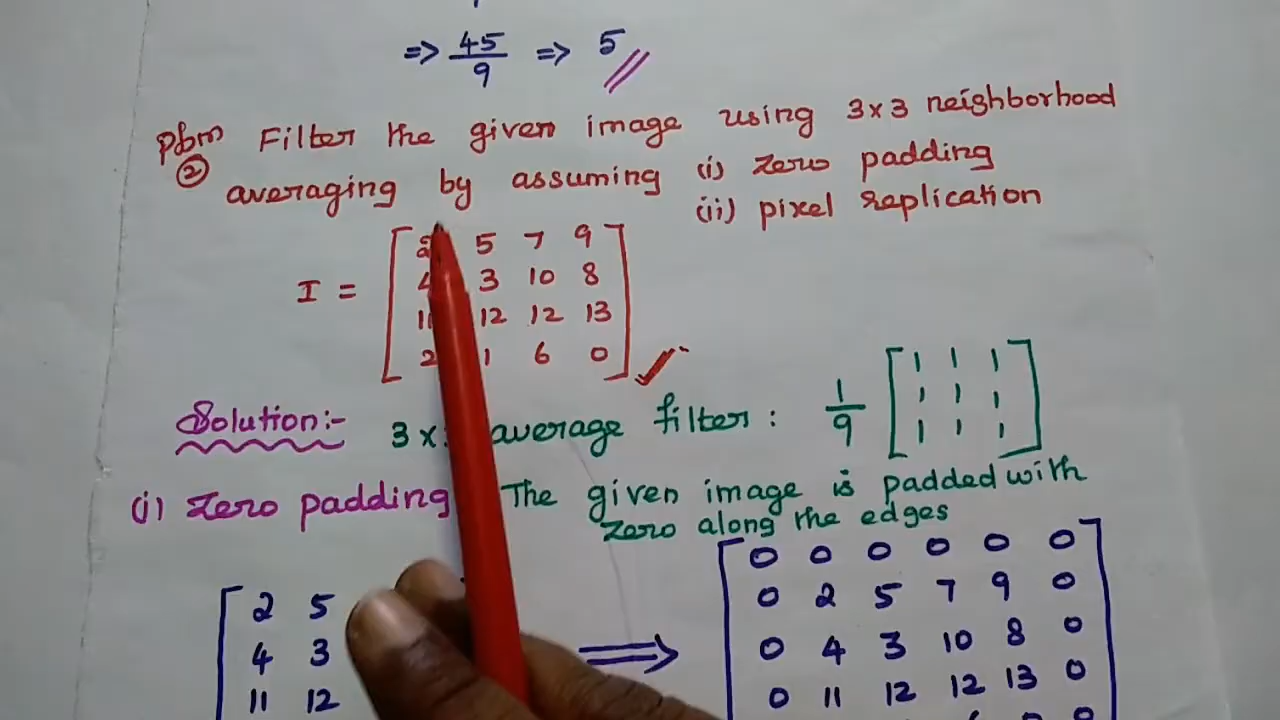 => 45/9 => 5
Pbm ② Filter the given image using 3x3 neighborhood
averaging by assuming (i) zero padding
(ii) pixel replication
I =
2 5 7 9
4 3 10 8
11 12 12 13
2 1 6 0
Solution:- 3x average filter: 1/9
1 1 1
1 1 1
1 1 1
(i) zero padding The given image is padded with
zero along the edges
2 5
4 3
11 12
=>
0 0 0 0 0 0
0 2 5 7 9 0
0 4 3 10 8 0
0 11 12 12 13 0